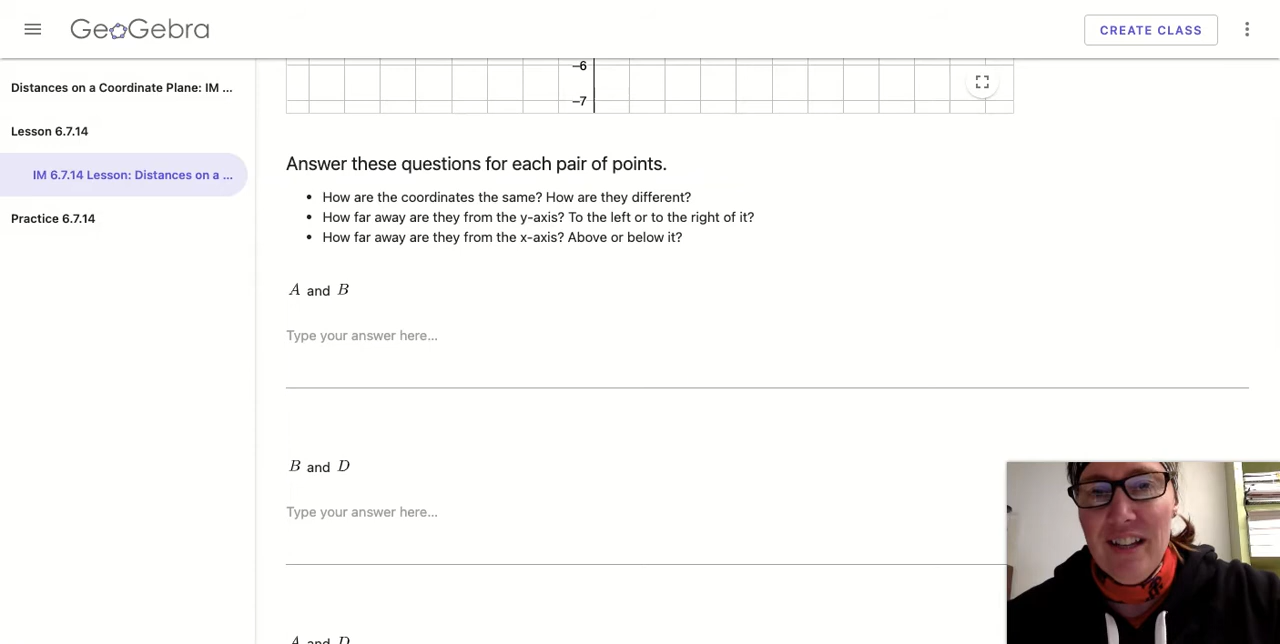 GeoGebra
CREATE CLASS
Distances on a Coordinate Plane: IM ...
Lesson 6.7.14
IM 6.7.14 Lesson: Distances on a ...
Practice 6.7.14
–6
–7
Answer these questions for each pair of points.
• How are the coordinates the same? How are they different?
• How far away are they from the y-axis? To the left or to the right of it?
• How far away are they from the x-axis? Above or below it?
A and B
Type your answer here...
B and D
Type your answer here...
A and D